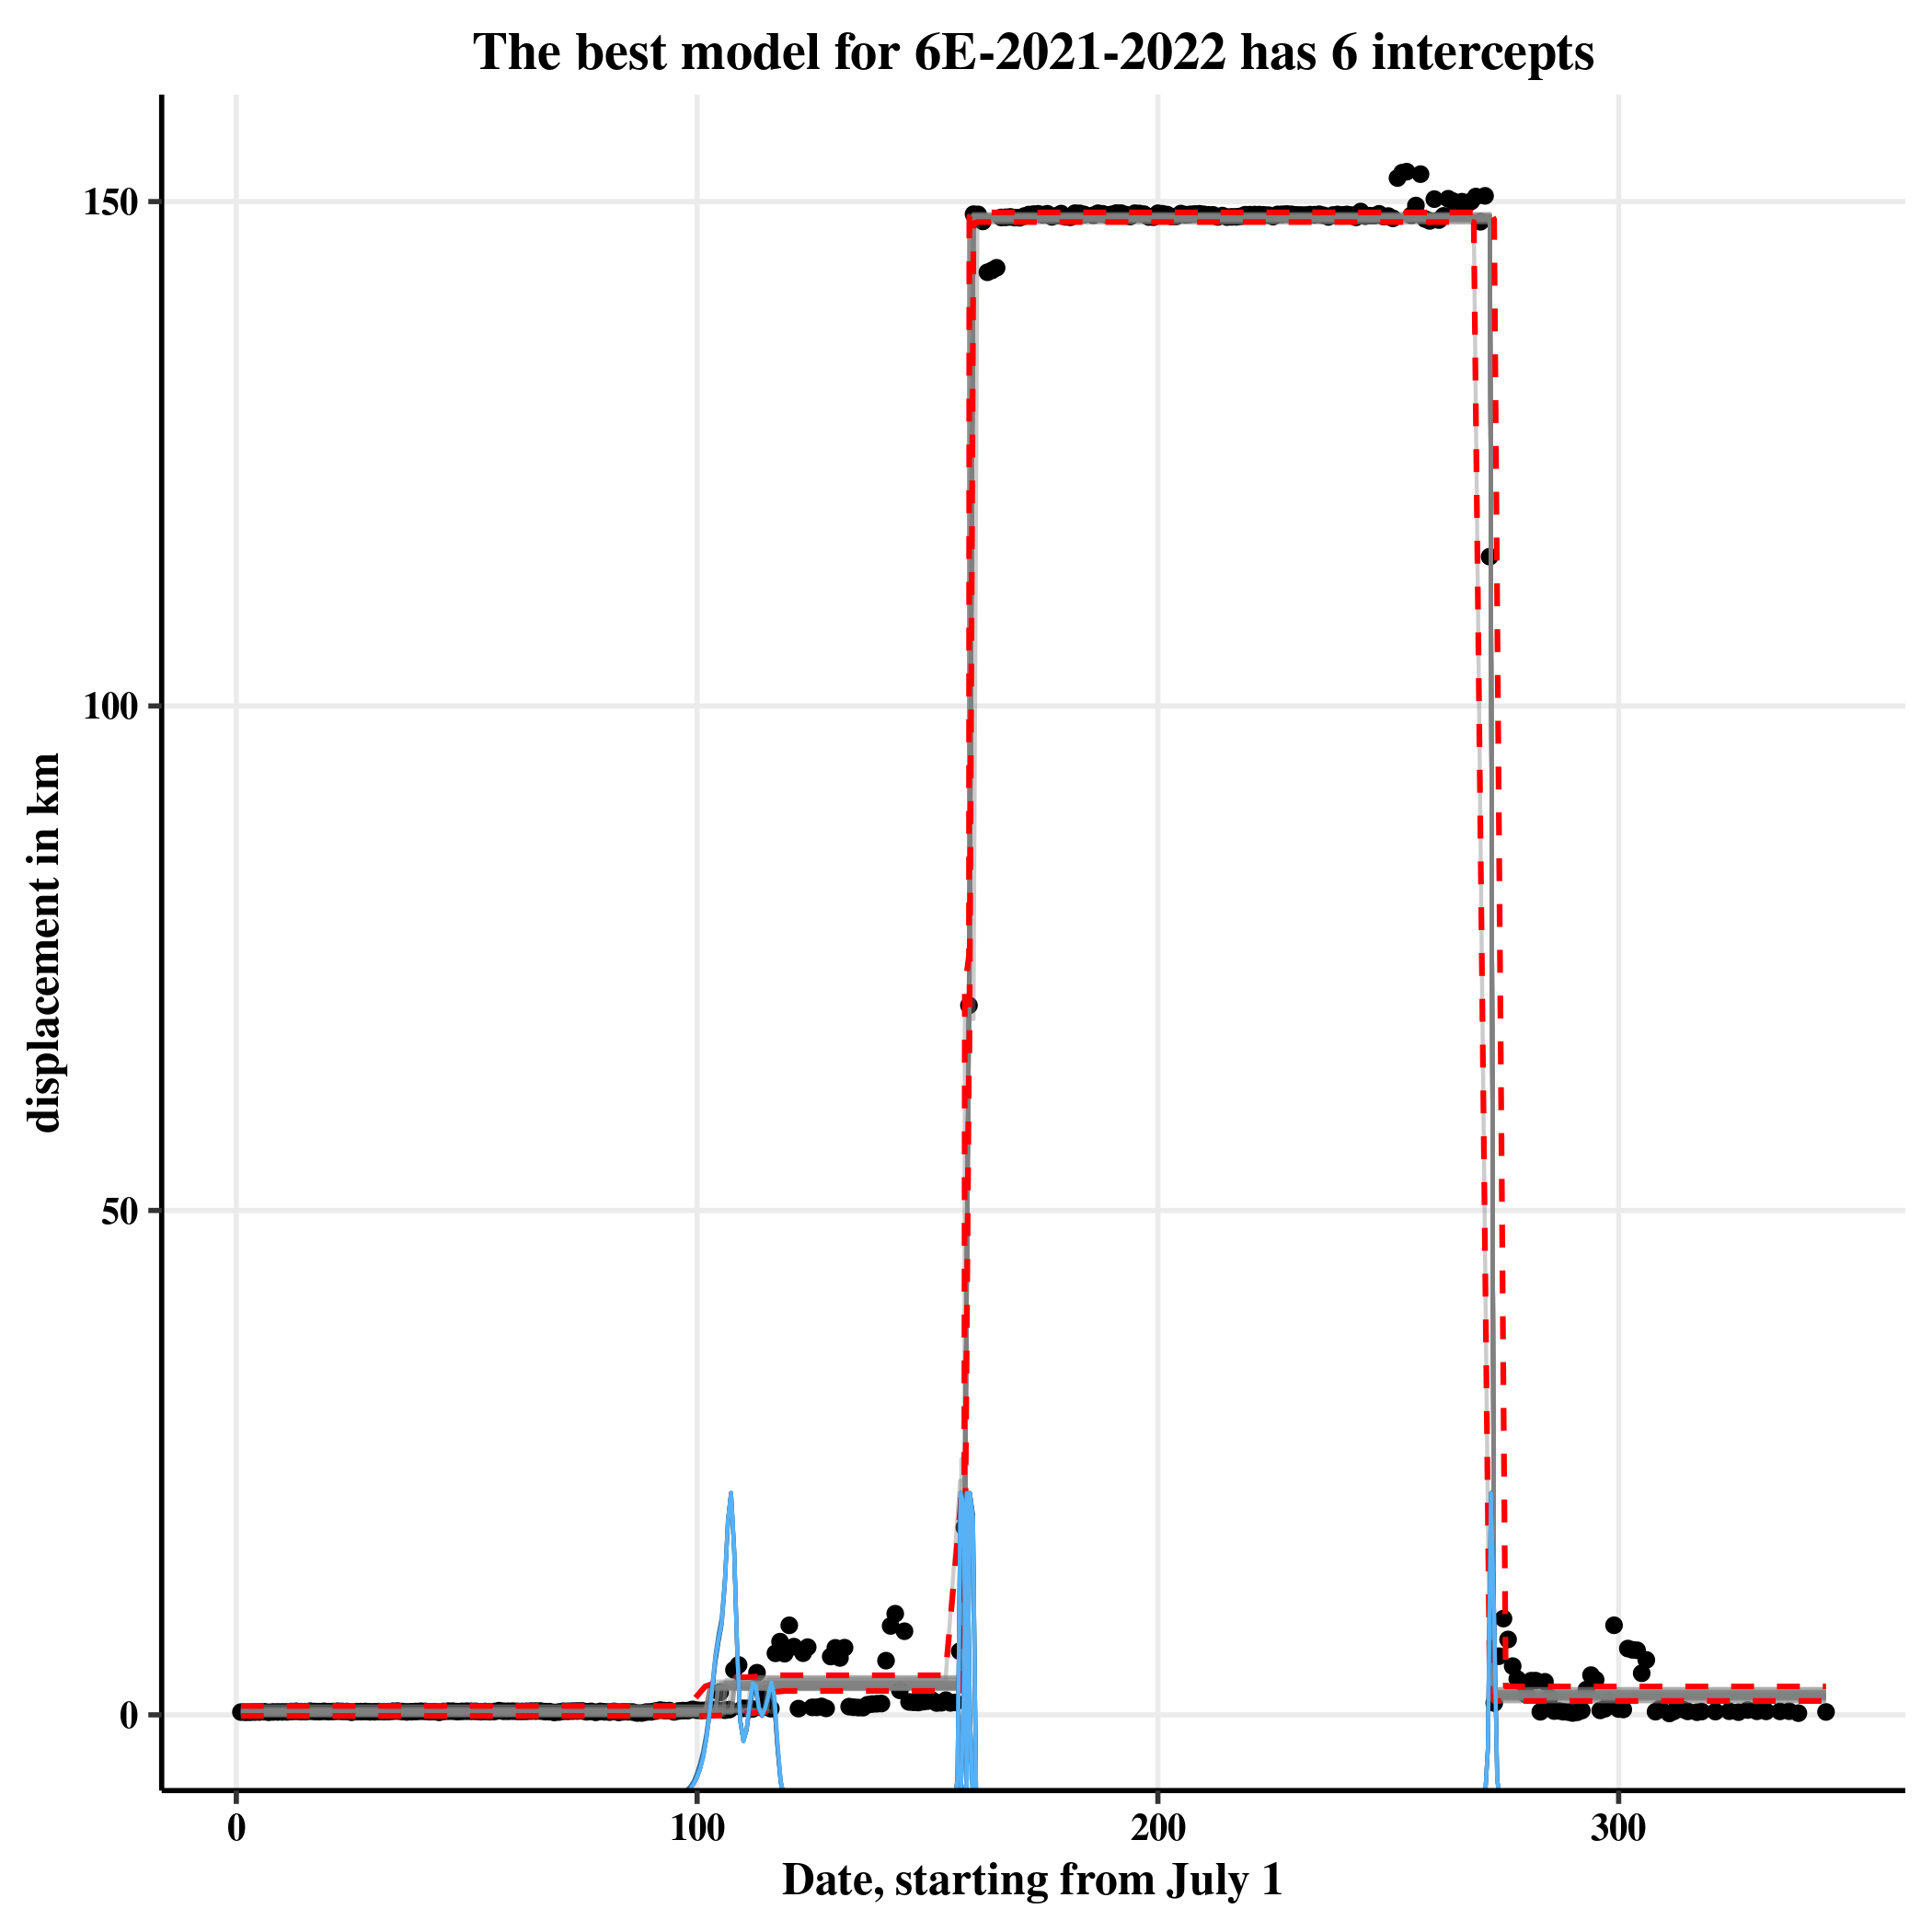 The best model for 6E-2021-2022 has 6 intercepts
displacement in km
150
100
50
0
0 100 200 300
Date, starting from July 1